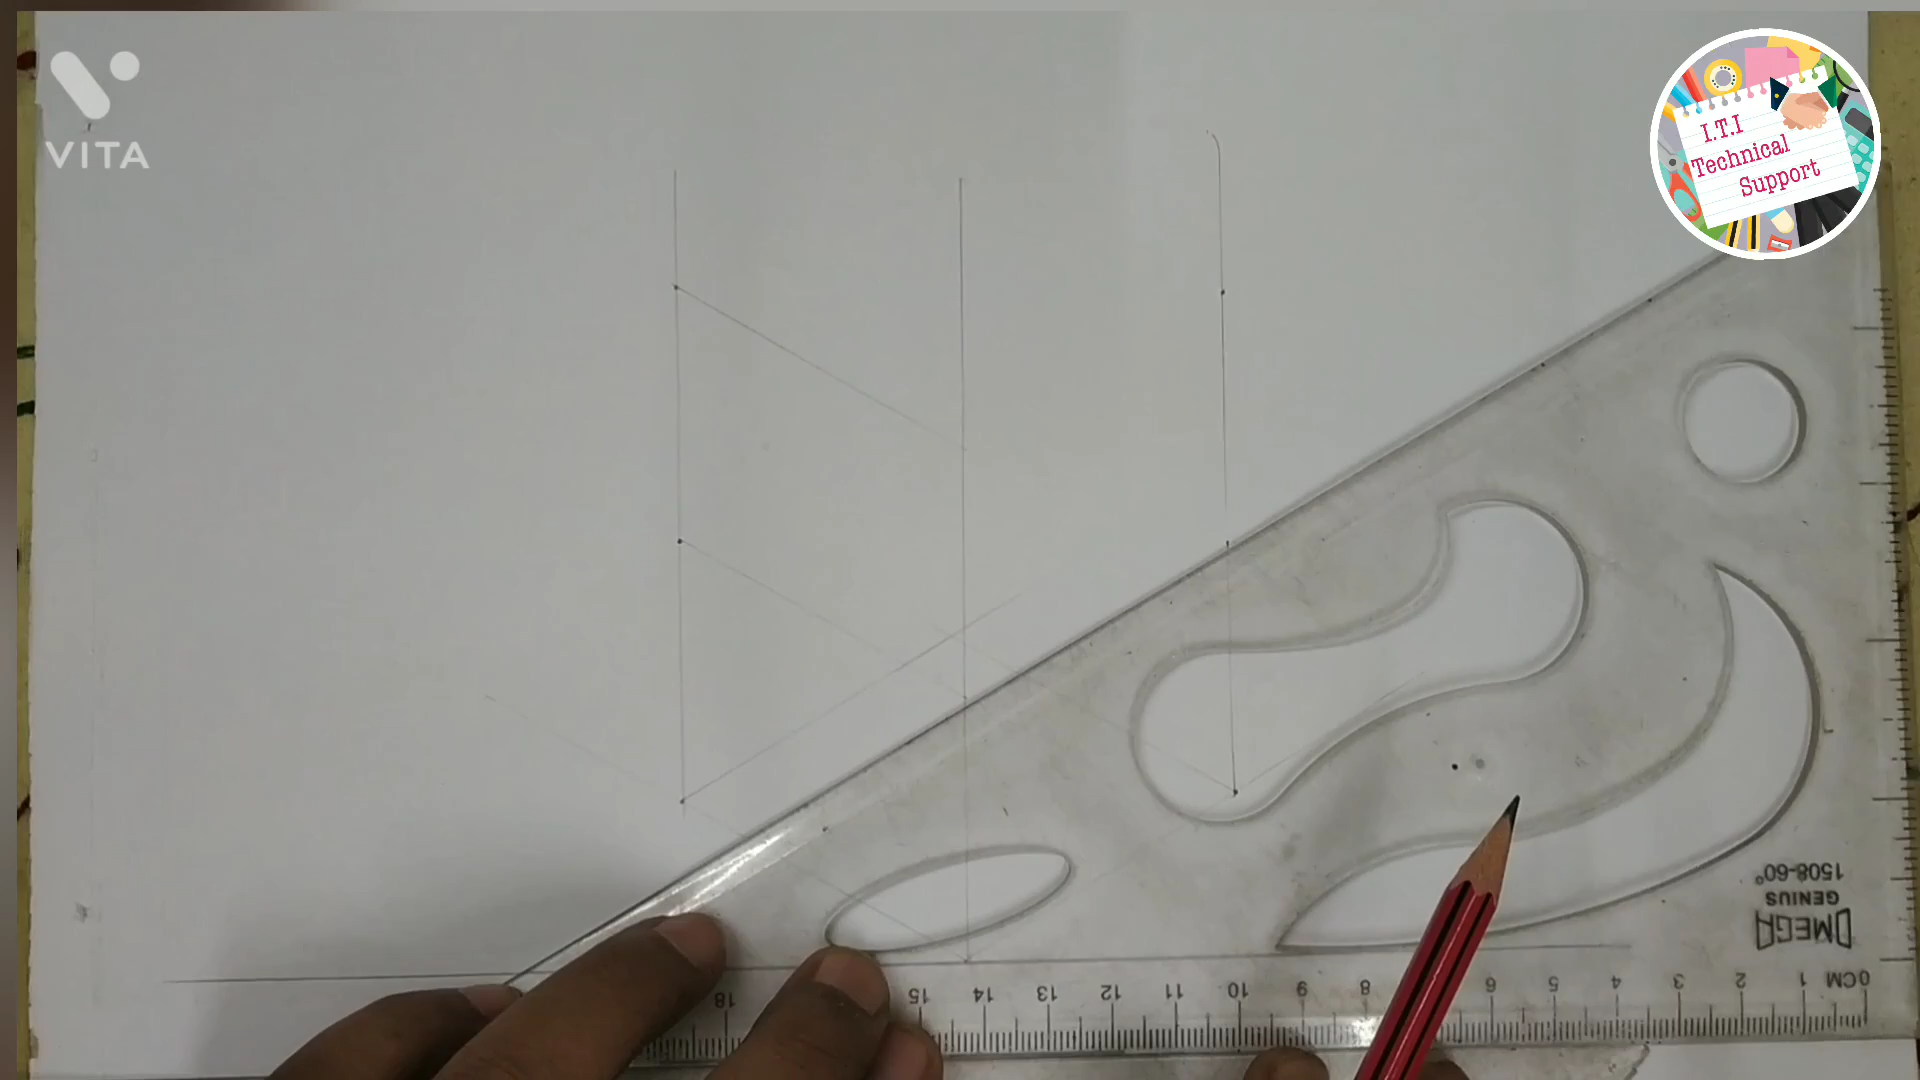 VITA
I.T.I
Technical
Support
1508-60°
GENIUS
OMEGA
18 15 14 13 12 11 10 9 8 6 5 4 3 2 1 0CM